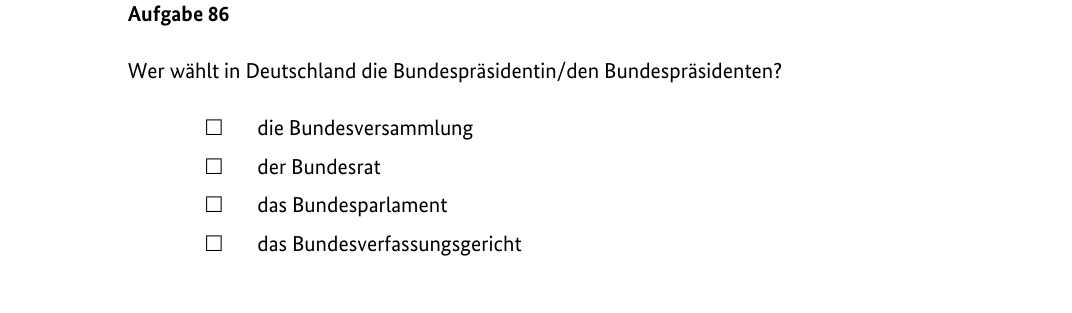 Aufgabe 86
Wer wählt in Deutschland die Bundespräsidentin/den Bundespräsidenten?
☐ die Bundesversammlung
☐ der Bundesrat
☐ das Bundesparlament
☐ das Bundesverfassungsgericht